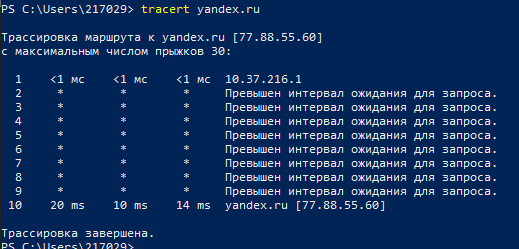 PS C:\Users\217029> tracert yandex.ru
Трассировка маршрута к yandex.ru [77.88.55.60]
с максимальным числом прыжков 30:
1 <1 мс <1 мс <1 мс 10.37.216.1
2 * * * Превышен интервал ожидания для запроса.
3 * * * Превышен интервал ожидания для запроса.
4 * * * Превышен интервал ожидания для запроса.
5 * * * Превышен интервал ожидания для запроса.
6 * * * Превышен интервал ожидания для запроса.
7 * * * Превышен интервал ожидания для запроса.
8 * * * Превышен интервал ожидания для запроса.
9 * * * Превышен интервал ожидания для запроса.
10 20 ms 10 ms 14 ms yandex.ru [77.88.55.60]
Трассировка завершена.
PS C:\Users\217029>